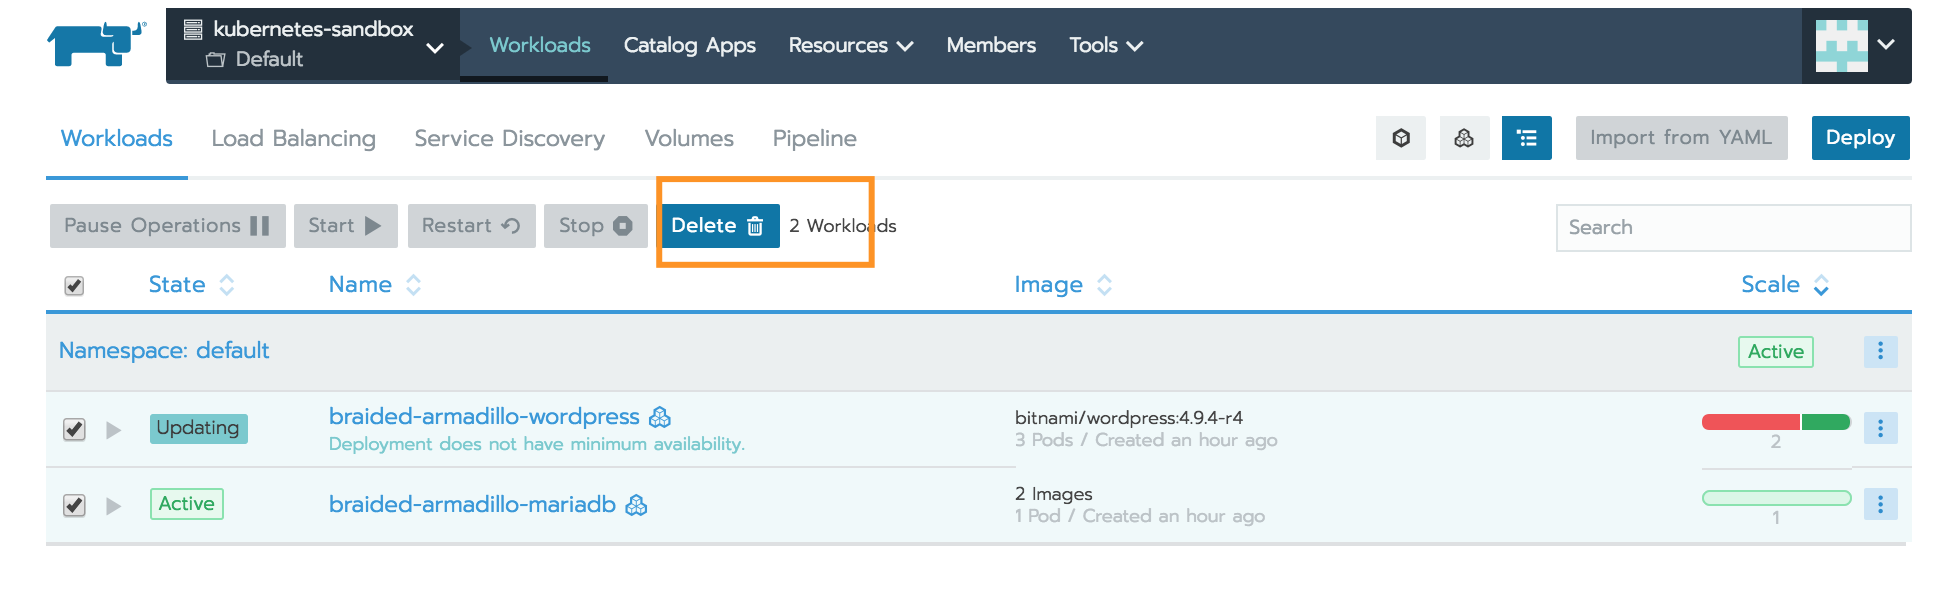 kubernetes-sandbox
Default
Workloads Catalog Apps Resources Members Tools
Workloads Load Balancing Service Discovery Volumes Pipeline Import from YAML Deploy
Pause Operations Start Restart Stop Delete 2 Workloads Search
State Name Image Scale
Namespace: default Active
Updating braided-armadillo-wordpress bitnami/wordpress:4.9.4-r4
Deployment does not have minimum availability. 3 Pods / Created an hour ago 2
Active braided-armadillo-mariadb 2 Images
1 Pod / Created an hour ago 1